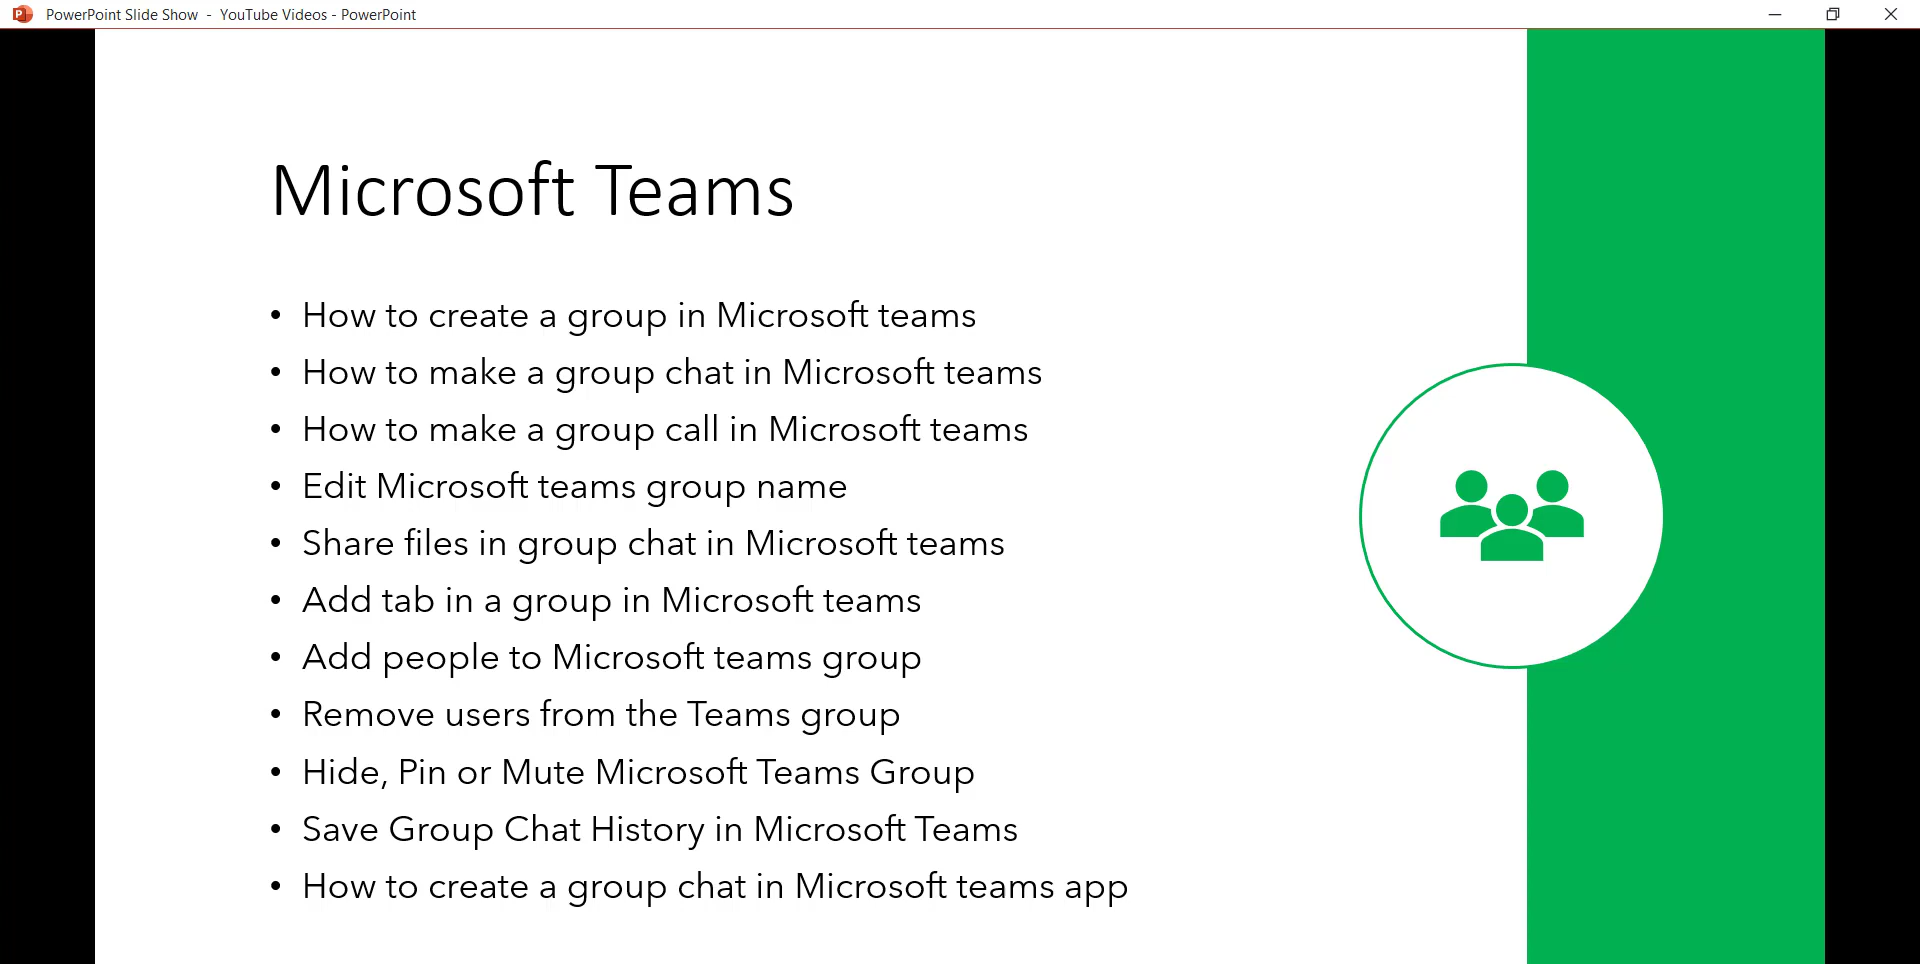 PowerPoint Slide Show - YouTube Videos - PowerPoint
Microsoft Teams
• How to create a group in Microsoft teams
• How to make a group chat in Microsoft teams
• How to make a group call in Microsoft teams
• Edit Microsoft teams group name
• Share files in group chat in Microsoft teams
• Add tab in a group in Microsoft teams
• Add people to Microsoft teams group
• Remove users from the Teams group
• Hide, Pin or Mute Microsoft Teams Group
• Save Group Chat History in Microsoft Teams
• How to create a group chat in Microsoft teams app